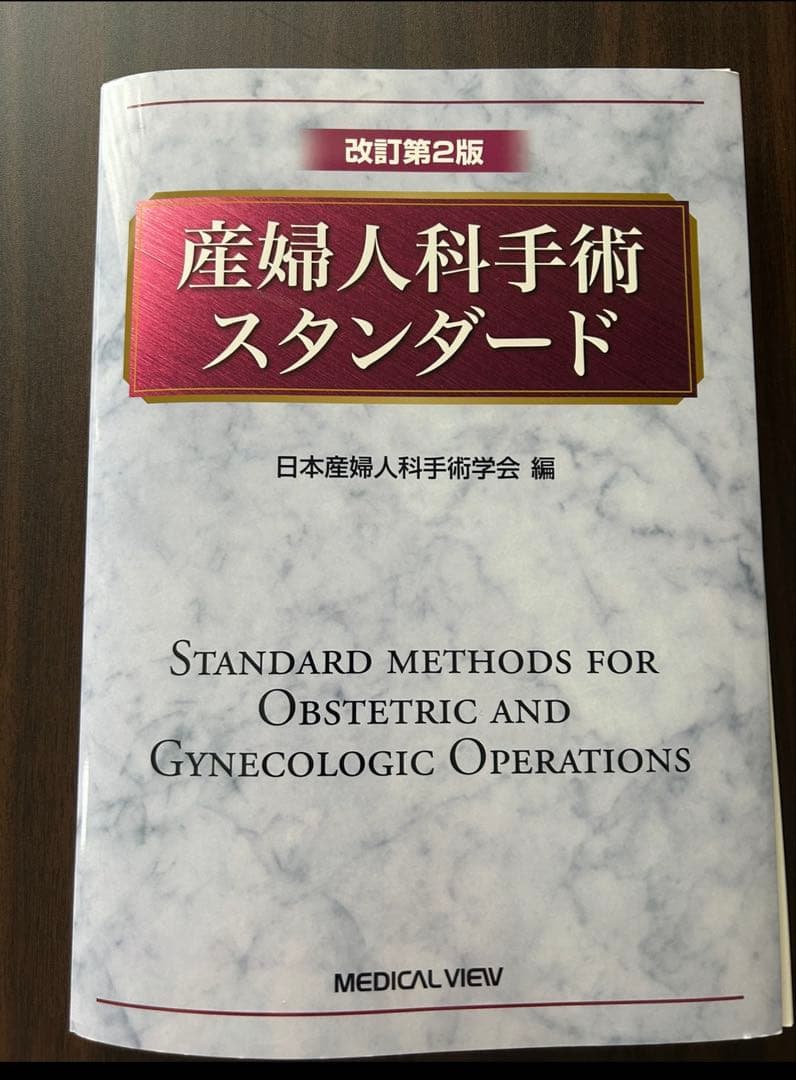 改訂第2版
産婦人科手術
スタンダード
日本産婦人科手術学会 編
STANDARD METHODS FOR
OBSTETRIC AND
GYNECOLOGIC OPERATIONS
MEDICAL VIEW